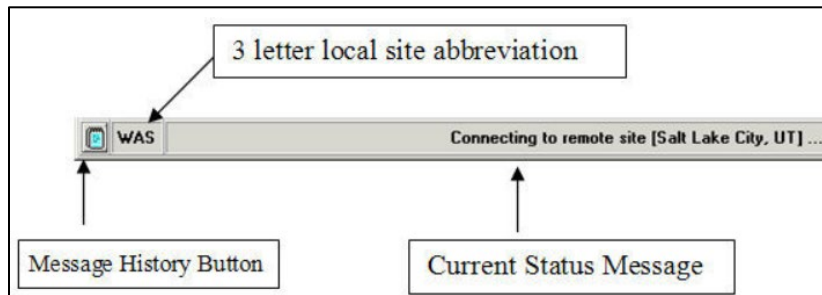 3 letter local site abbreviation
WAS Connecting to remote site [Salt Lake City, UT] ...
Message History Button
Current Status Message